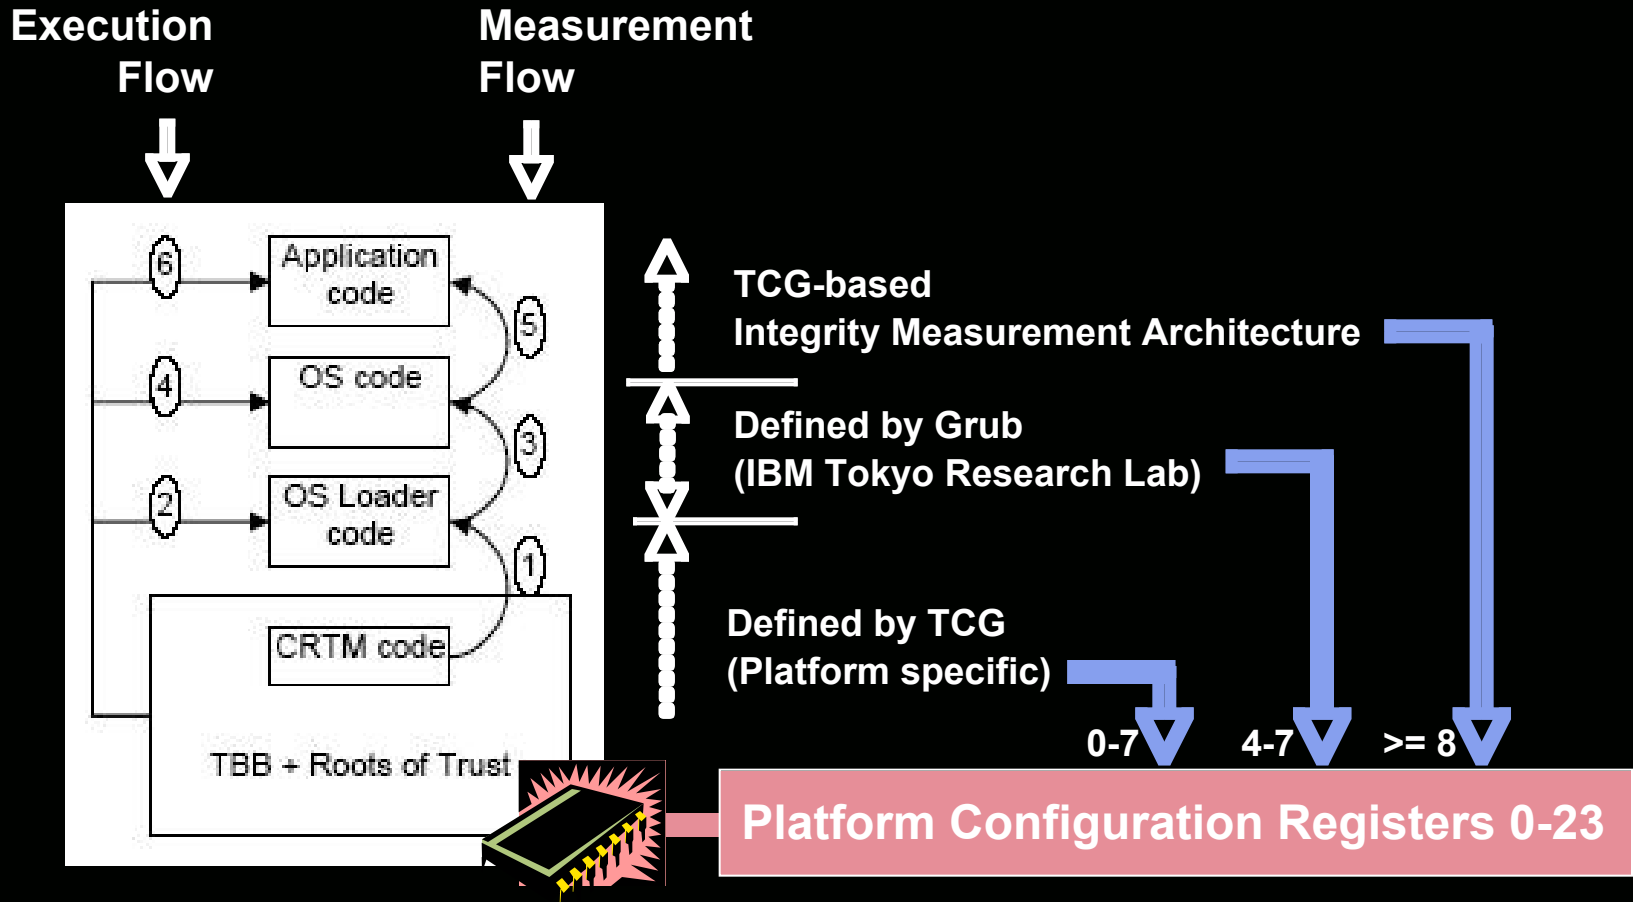 Execution
Flow
Measurement
Flow
6
Application
code
5
4
OS code
3
2
OS Loader
code
1
CRTM code
TBB + Roots of Trust
TCG-based
Integrity Measurement Architecture
Defined by Grub
(IBM Tokyo Research Lab)
Defined by TCG
(Platform specific)
0-7
4-7
>= 8
Platform Configuration Registers 0-23